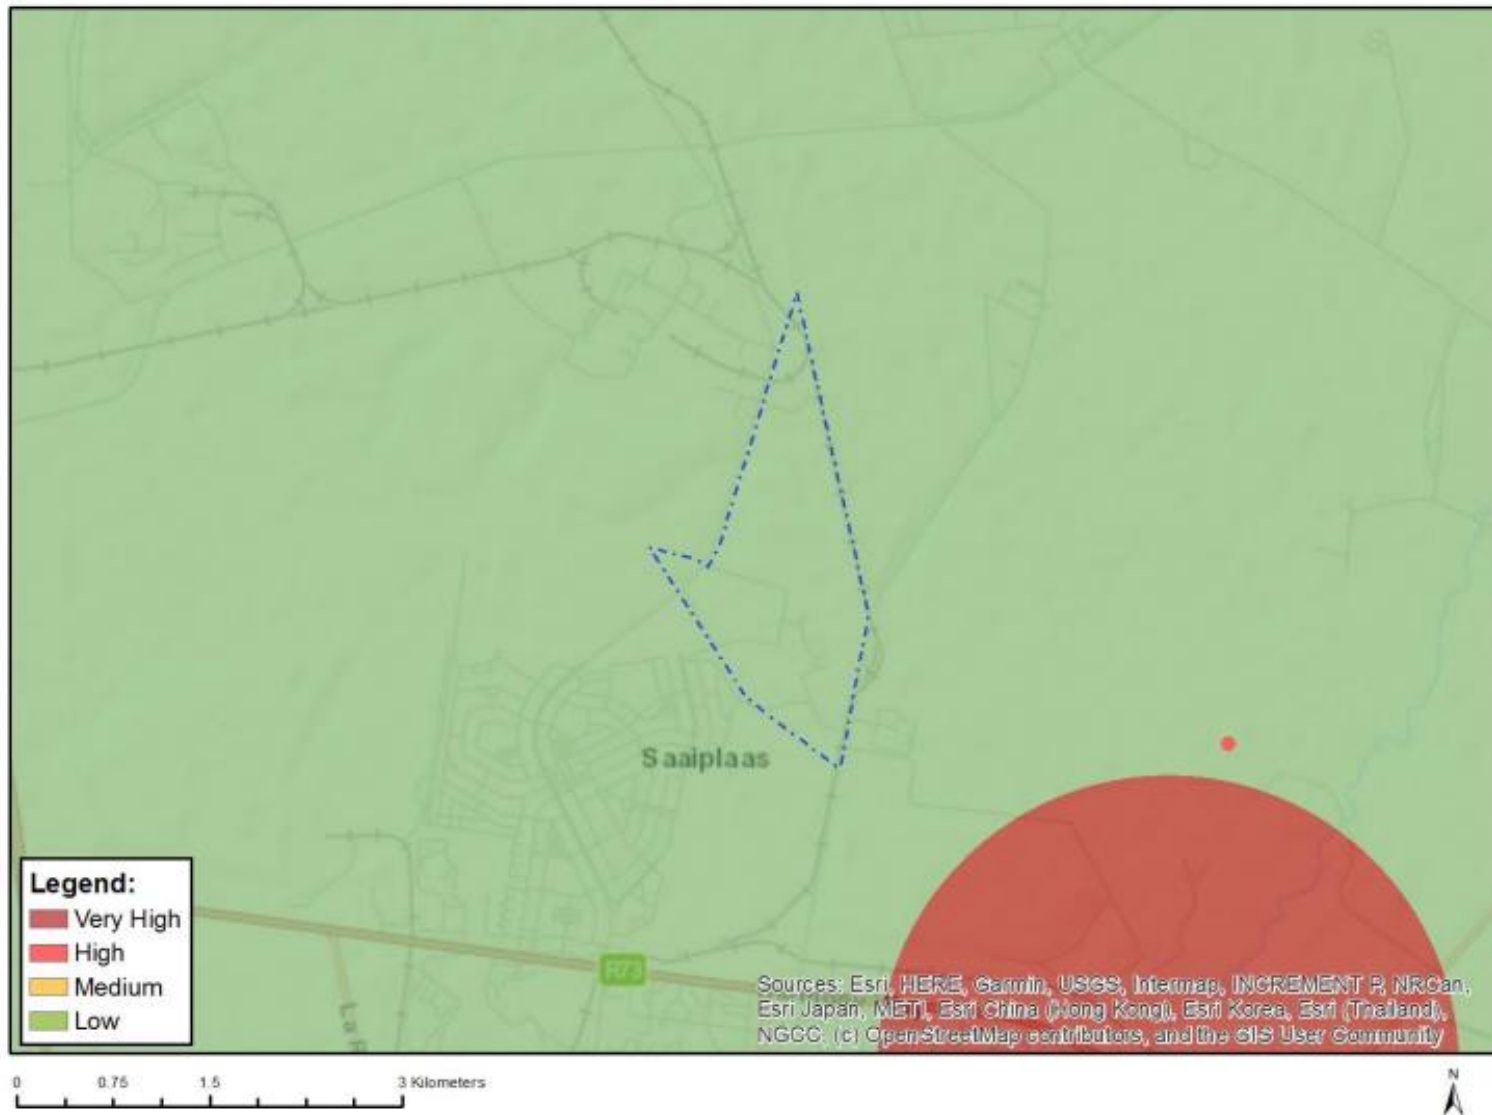 Saaiplaas
Legend:
Very High
High
Medium
Low
R73
Sources: Esri, HERE, Garmin, USGS, Intermap, INCREMENT P, NRCan,
Esri Japan, METI, Esri China (Hong Kong), Esri Korea, Esri (Thailand),
NGCC, (c) OpenStreetMap contributors, and the GIS User Community
0 0.75 1.5 3 Kilometers
N